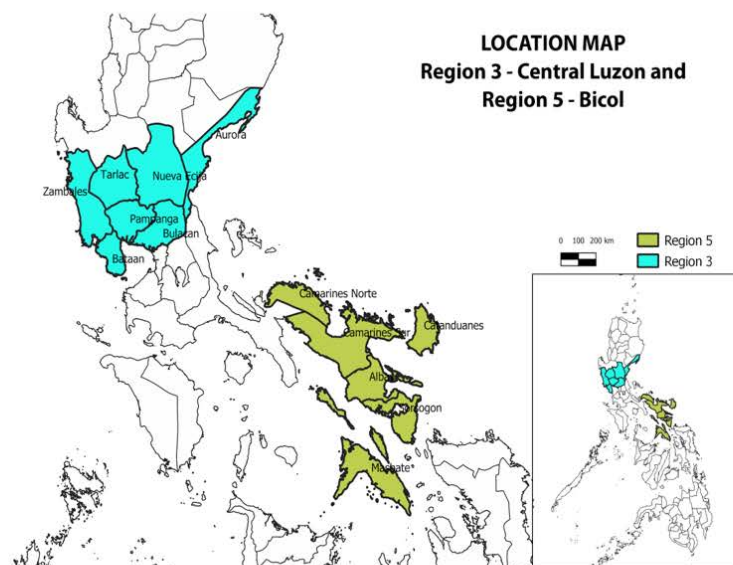 LOCATION MAP
Region 3 - Central Luzon and
Region 5 - Bicol
Aurora
Tarlac
Nueva Ecija
Zambales
Pampanga
Bulacan
Bataan
0 100 200 km
Region 5
Region 3
Camarines Norte
Camarines Sur
Catanduanes
Albay
Sorsogon
Masbate